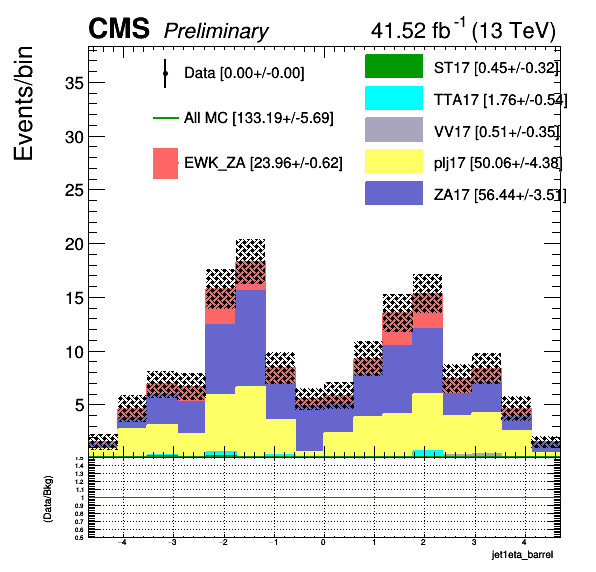 CMS Preliminary 41.52 fb⁻¹ (13 TeV)
Events/bin
35
30
25
20
15
10
5
Data [0.00+/-0.00]
All MC [133.19+/-5.69]
EWK_ZA [23.96+/-0.62]
ST17 [0.45+/-0.32]
TTA17 [1.76+/-0.54]
VV17 [0.51+/-0.35]
plj17 [50.06+/-4.38]
ZA17 [56.44+/-3.51]
(Data/Bkg)
1.5
1.4
1.3
1.2
1.1
1
0.9
0.8
0.7
0.6
0.5
−4 −3 −2 −1 0 1 2 3 4
jet1eta_barrel